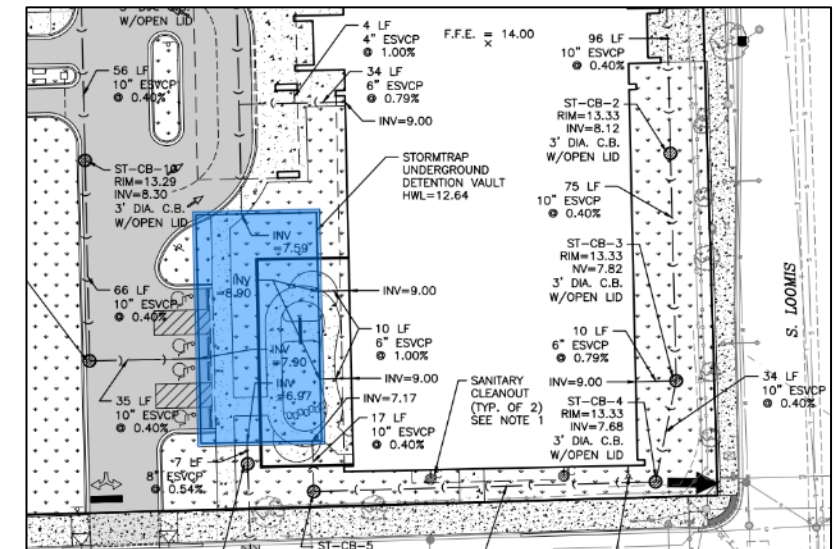 W/OPEN LID
4 LF
4" ESVCP
@ 1.00%
F.F.E. = 14.00
x
96 LF
10" ESVCP
@ 0.40%
56 LF
10" ESVCP
@ 0.40%
34 LF
6" ESVCP
@ 0.79%
INV=9.00
ST-CB-2
RIM=13.33
INV=8.12
3' DIA. C.B.
W/OPEN LID
STORMTRAP
UNDERGROUND
DETENTION VAULT
HWL=12.64
ST-CB-10
RIM=13.29
INV=8.30
3' DIA. C.B.
W/OPEN LID
75 LF
10" ESVCP
@ 0.40%
INV
=7.59
ST-CB-3
RIM=13.33
NV=7.82
3' DIA. C.B.
W/OPEN LID
INV
=8.90
66 LF
10" ESVCP
@ 0.40%
INV=9.00
S. LOOMIS
10 LF
6" ESVCP
@ 1.00%
10 LF
6" ESVCP
@ 0.79%
INV
=7.90
INV
=6.97
INV=9.00
INV=9.00
INV=7.17
SANITARY
CLEANOUT
(TYP. OF 2)
SEE NOTE 1
34 LF
10" ESVCP
@ 0.40%
35 LF
10" ESVCP
@ 0.40%
17 LF
10" ESVCP
@ 0.40%
ST-CB-4
RIM=13.33
INV=7.68
3' DIA. C.B.
W/OPEN LID
7 LF
8" ESVCP
@ 0.54%
ST-CB-5